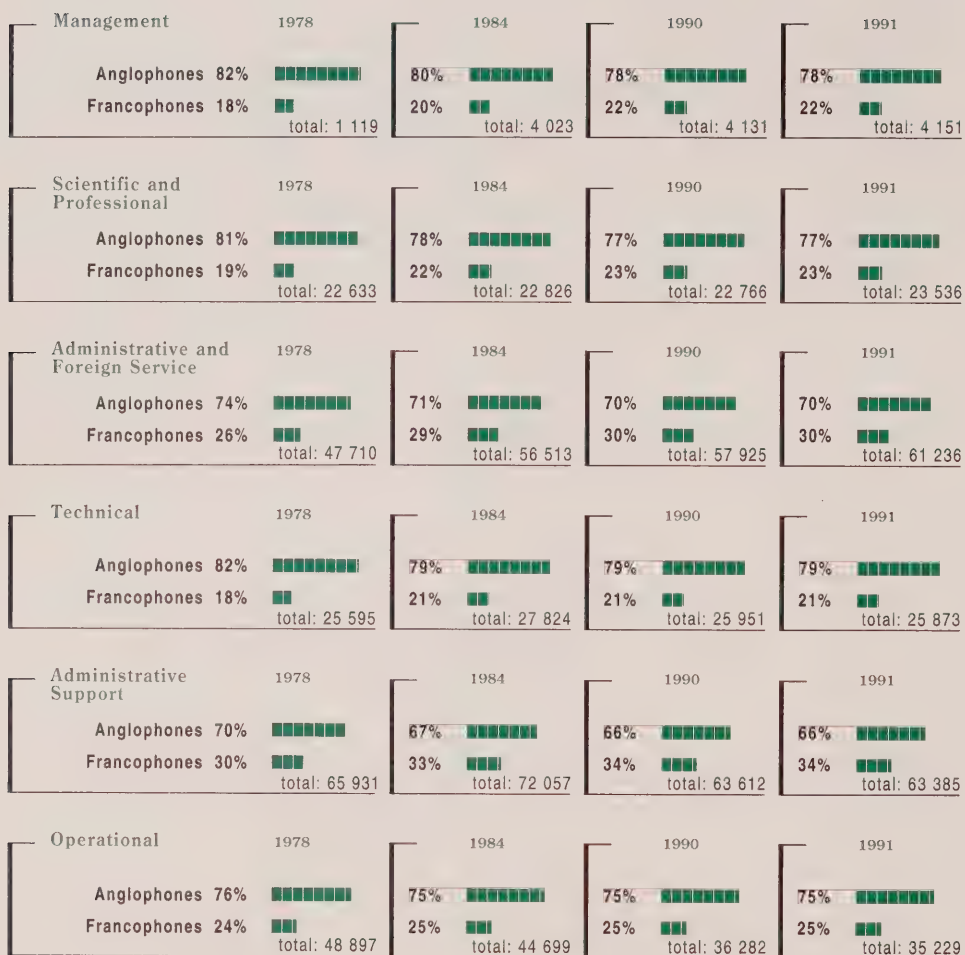 Management 1978 1984 1990 1991
Anglophones 82% 80% 78% 78%
Francophones 18% 20% 22% 22%
total: 1 119 total: 4 023 total: 4 131 total: 4 151
Scientific and 1978 1984 1990 1991
Professional
Anglophones 81% 78% 77% 77%
Francophones 19% 22% 23% 23%
total: 22 633 total: 22 826 total: 22 766 total: 23 536
Administrative and 1978 1984 1990 1991
Foreign Service
Anglophones 74% 71% 70% 70%
Francophones 26% 29% 30% 30%
total: 47 710 total: 56 513 total: 57 925 total: 61 236
Technical 1978 1984 1990 1991
Anglophones 82% 79% 79% 79%
Francophones 18% 21% 21% 21%
total: 25 595 total: 27 824 total: 25 951 total: 25 873
Administrative 1978 1984 1990 1991
Support
Anglophones 70% 67% 66% 66%
Francophones 30% 33% 34% 34%
total: 65 931 total: 72 057 total: 63 612 total: 63 385
Operational 1978 1984 1990 1991
Anglophones 76% 75% 75% 75%
Francophones 24% 25% 25% 25%
total: 48 897 total: 44 699 total: 36 282 total: 35 229